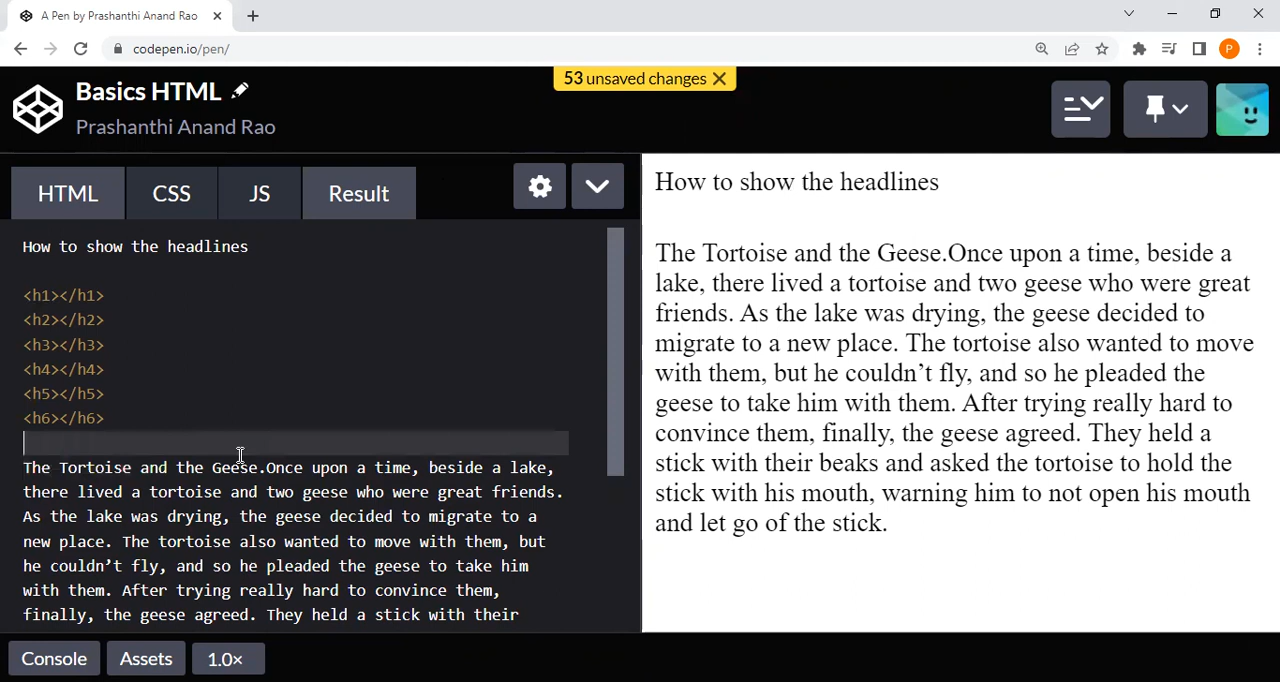 A Pen by Prashanthi Anand Rao
codepen.io/pen/
P
53 unsaved changes
Basics HTML
Prashanthi Anand Rao
HTML
CSS
JS
Result
How to show the headlines
<h1></h1>
<h2></h2>
<h3></h3>
<h4></h4>
<h5></h5>
<h6></h6>
The Tortoise and the Geese.Once upon a time, beside a lake,
there lived a tortoise and two geese who were great friends.
As the lake was drying, the geese decided to migrate to a
new place. The tortoise also wanted to move with them, but
he couldn’t fly, and so he pleaded the geese to take him
with them. After trying really hard to convince them,
finally, the geese agreed. They held a stick with their
How to show the headlines
The Tortoise and the Geese.Once upon a time, beside a
lake, there lived a tortoise and two geese who were great
friends. As the lake was drying, the geese decided to
migrate to a new place. The tortoise also wanted to move
with them, but he couldn’t fly, and so he pleaded the
geese to take him with them. After trying really hard to
convince them, finally, the geese agreed. They held a
stick with their beaks and asked the tortoise to hold the
stick with his mouth, warning him to not open his mouth
and let go of the stick.
Console
Assets
1.0×